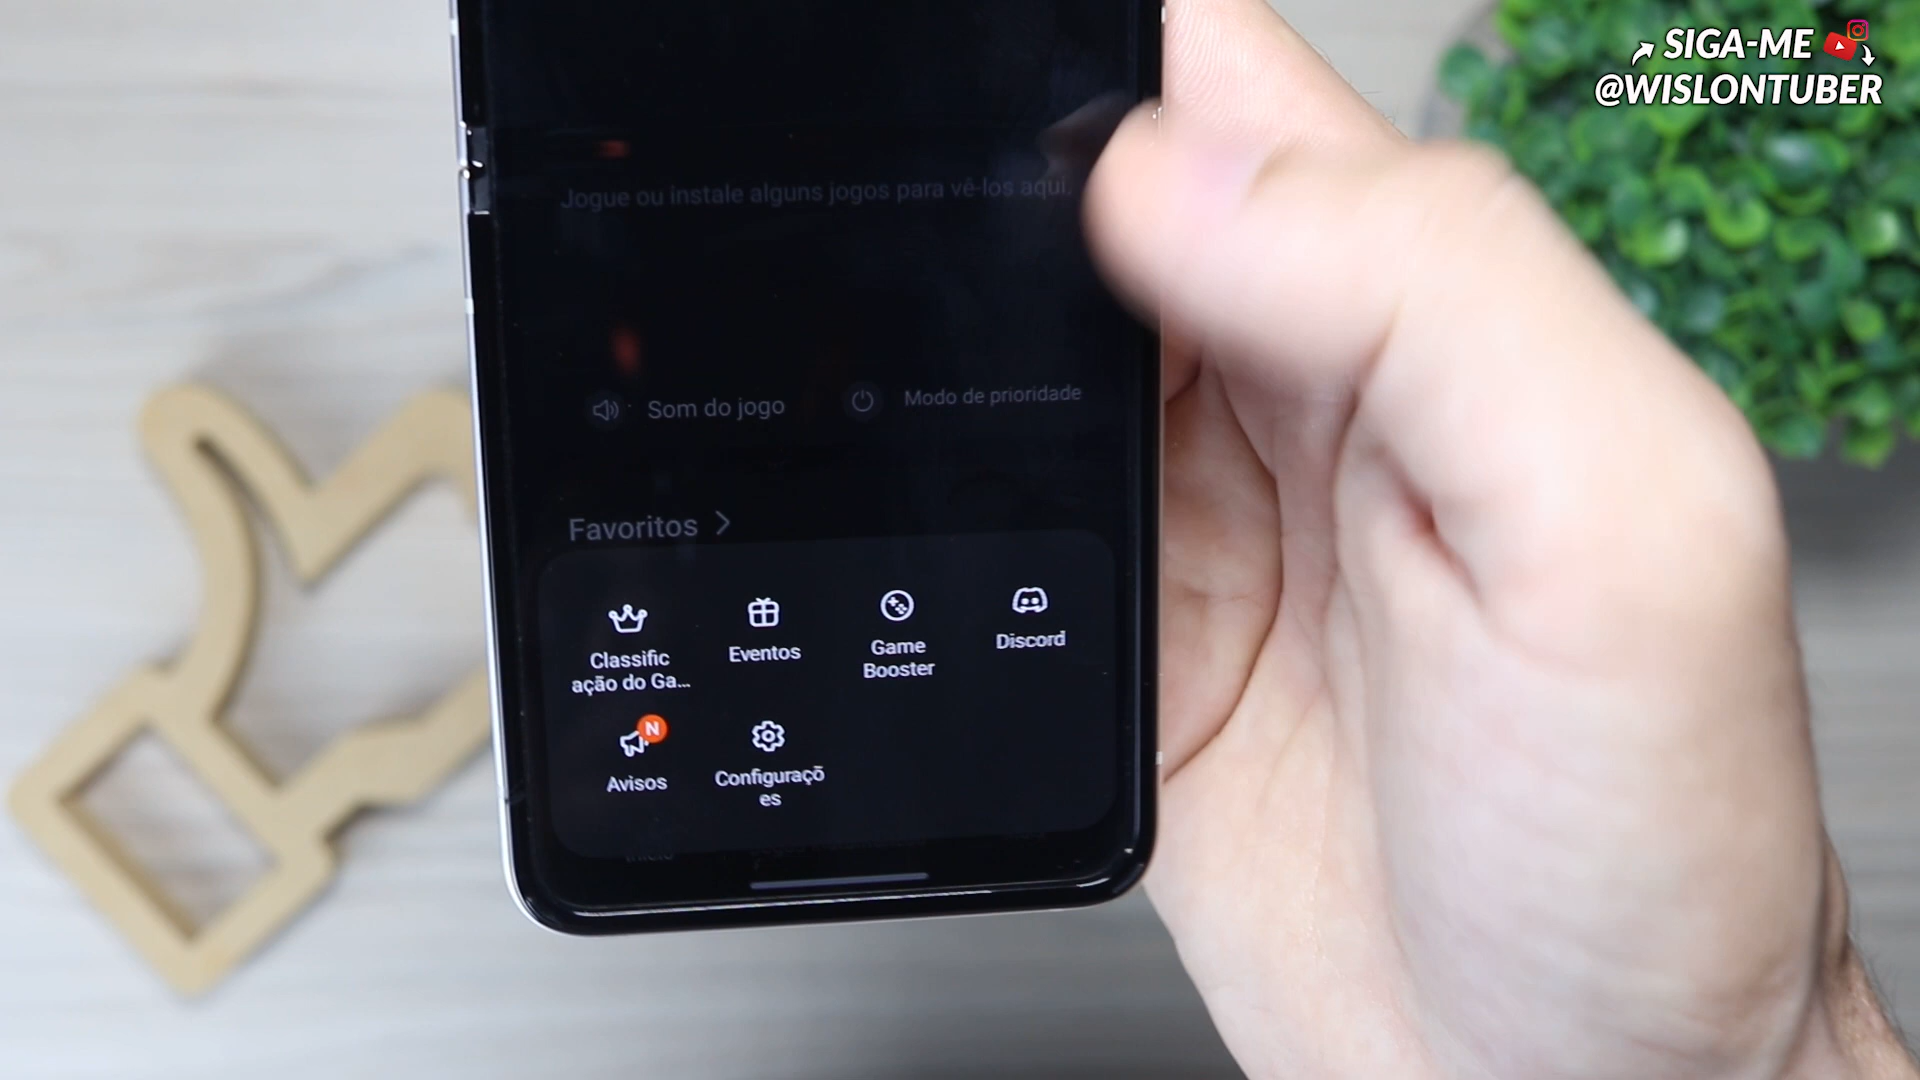 SIGA-ME
@WISLONTUBER
Jogue ou instale alguns jogos para vê-los aqui.
Som do jogo
Modo de prioridade
Favoritos
Classific
ação do Ga...
Eventos
Game
Booster
Discord
N
Avisos
Configuraçõ
es
Início